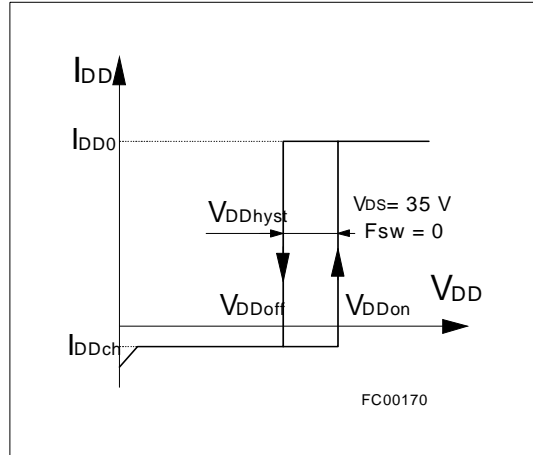 IDD
IDD0
VDDhyst
VDS= 35 V
Fsw = 0
VDDoff
VDDon
VDD
IDDch
FC00170